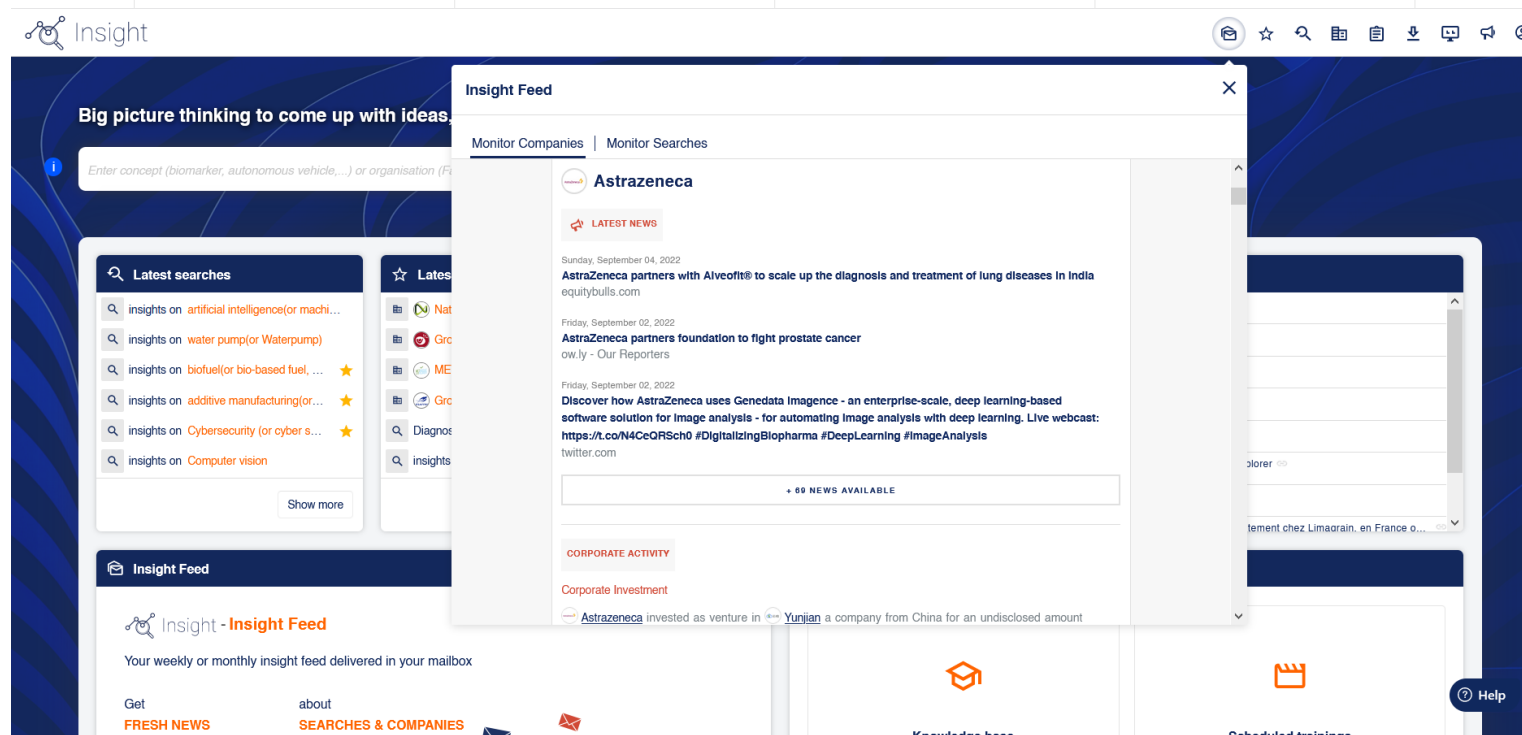 Insight
Insight Feed
Big picture thinking to come up with ideas,
Monitor Companies | Monitor Searches
Enter concept (biomarker, autonomous vehicle,...) or organisation (
Astrazeneca
LATEST NEWS
Sunday, September 04, 2022
AstraZeneca partners with Alveofit® to scale up the diagnosis and treatment of lung diseases in India
equitybulls.com
Friday, September 02, 2022
AstraZeneca partners foundation to fight prostate cancer
ow.ly - Our Reporters
Friday, September 02, 2022
Discover how AstraZeneca uses Genedata Imagence - an enterprise-scale, deep learning-based
software solution for image analysis - for automating image analysis with deep learning. Live webcast:
https://t.co/N4CeQRSch0 #DigitalizingBiopharma #DeepLearning #ImageAnalysis
twitter.com
+ 69 NEWS AVAILABLE
CORPORATE ACTIVITY
Corporate Investment
Astrazeneca invested as venture in Yunjian a company from China for an undisclosed amount
Latest searches
insights on artificial intelligence(or machi...
insights on water pump(or Waterpump)
insights on biofuel(or bio-based fuel, ...
insights on additive manufacturing(or...
insights on Cybersecurity (or cyber s...
insights on Computer vision
Show more
Lates
Nat
Gro
ME
Gro
Diagnos
insights
plorer
tement chez Limagrain, en France o...
Insight Feed
Insight - Insight Feed
Your weekly or monthly insight feed delivered in your mailbox
Get about
FRESH NEWS SEARCHES & COMPANIES
Knowledge base
Scheduled trainings
Help